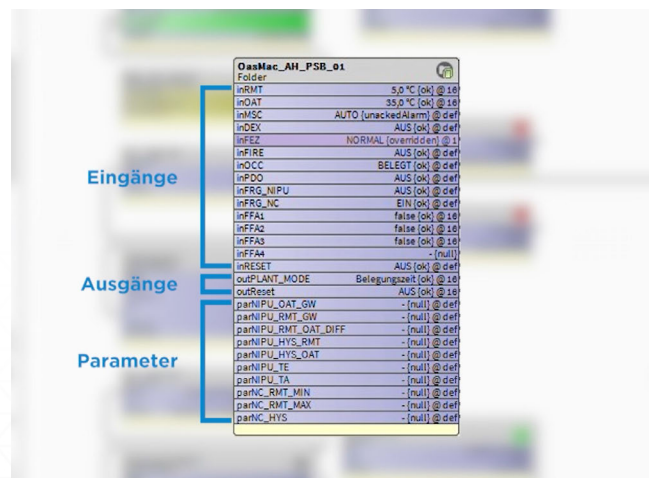 OasMac_AH_PSB_01
Folder
inRMT 5,0 °C {ok} @ 16
inOAT 35,0 °C {ok} @ 16
inMSC AUTO {unackedAlarm} @ def
inDEX AUS {ok} @ def
inFEZ NORMAL {overridden} @ 1
inFIRE AUS {ok} @ def
inOCC BELEGT {ok} @ def
inPDO AUS {ok} @ def
inFRG_NIPU AUS {ok} @ def
inFRG_NC EIN {ok} @ def
inFFA1 false {ok} @ 16
inFFA2 false {ok} @ 16
inFFA3 false {ok} @ 16
inFFA4 - {null}
inRESET AUS {ok} @ def
Eingänge
outPLANT_MODE Belegungszeit {ok} @ 16
outReset AUS {ok} @ 16
Ausgänge
parNIPU_OAT_GW - {null} @ def
parNIPU_RMT_GW - {null} @ def
parNIPU_RMT_OAT_DIFF - {null} @ def
parNIPU_HYS_RMT - {null} @ def
parNIPU_HYS_OAT - {null} @ def
parNIPU_TE - {null} @ def
parNIPU_TA - {null} @ def
parNC_RMT_MIN - {null} @ def
parNC_RMT_MAX - {null} @ def
parNC_HYS - {null} @ def
Parameter